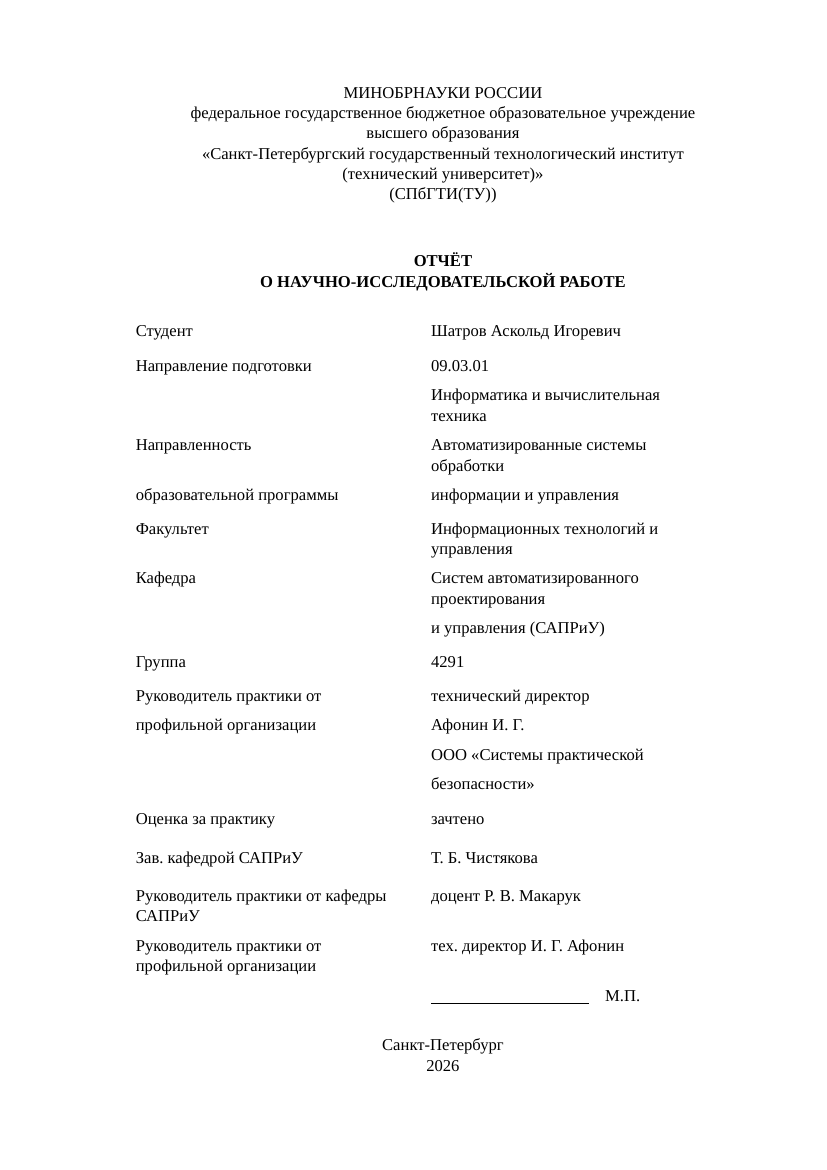 МИНОБРНАУКИ РОССИИ
федеральное государственное бюджетное образовательное учреждение
высшего образования
«Санкт-Петербургский государственный технологический институт
(технический университет)»
(СПбГТИ(ТУ))
ОТЧЁТ
О НАУЧНО-ИССЛЕДОВАТЕЛЬСКОЙ РАБОТЕ
Студент Шатров Аскольд Игоревич
Направление подготовки 09.03.01
Информатика и вычислительная
техника
Направленность Автоматизированные системы
обработки
образовательной программы информации и управления
Факультет Информационных технологий и
управления
Кафедра Систем автоматизированного
проектирования
и управления (САПРиУ)
Группа 4291
Руководитель практики от технический директор
профильной организации Афонин И. Г.
ООО «Системы практической
безопасности»
Оценка за практику зачтено
Зав. кафедрой САПРиУ Т. Б. Чистякова
Руководитель практики от кафедры доцент Р. В. Макарук
САПРиУ
Руководитель практики от тех. директор И. Г. Афонин
профильной организации
М.П.
Санкт-Петербург
2026